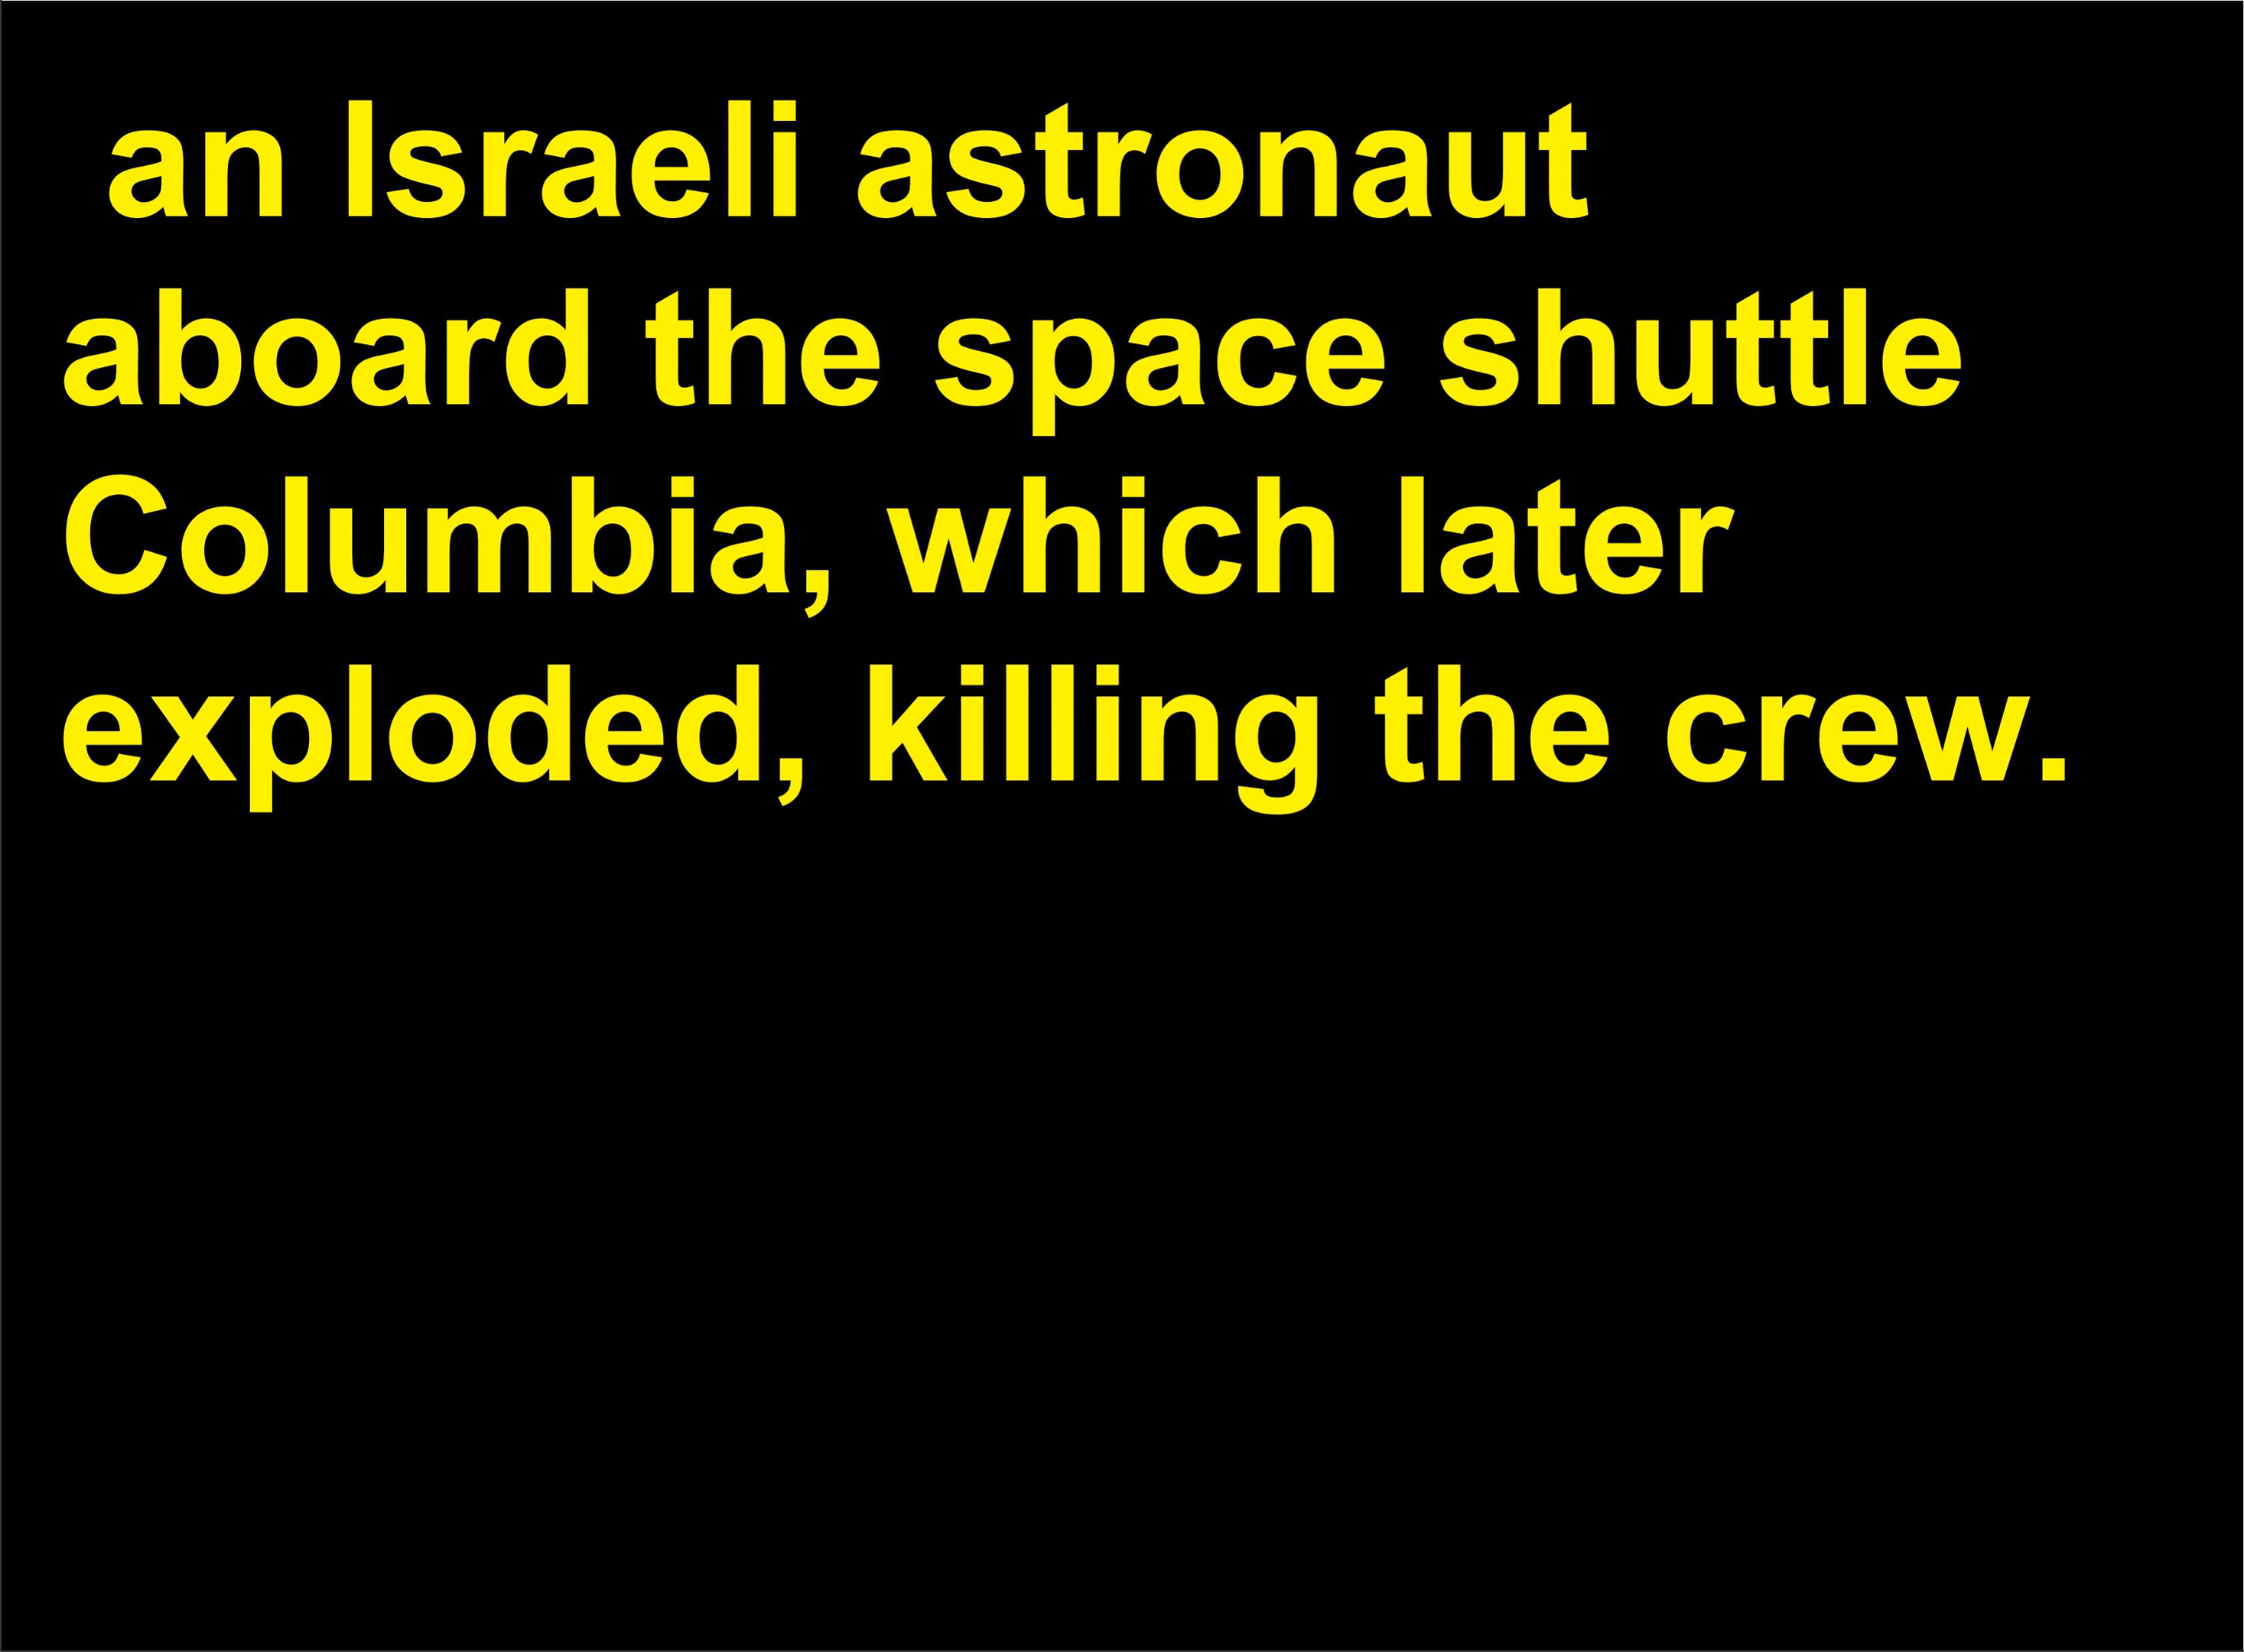 an Israeli astronaut
aboard the space shuttle
Columbia, which later
exploded, killing the crew.